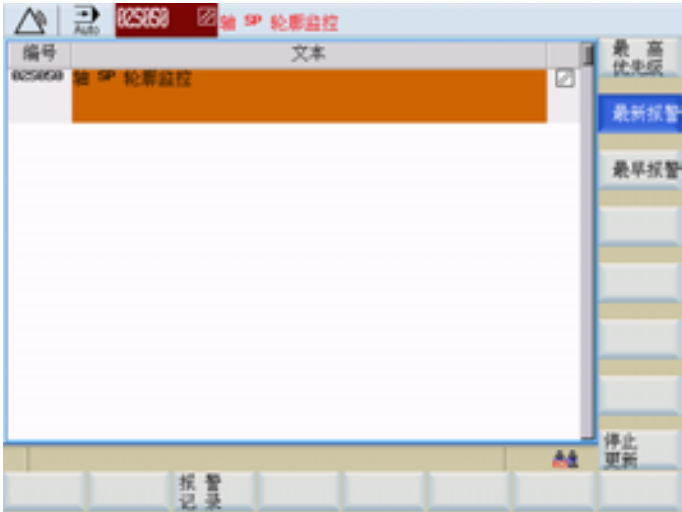 Auto
025050
轴 SP 轮廓监控
编号
文本
025050
轴 SP 轮廓监控
最 高
优先级
最新报警
最早报警
停止
更新
报 警
记 录